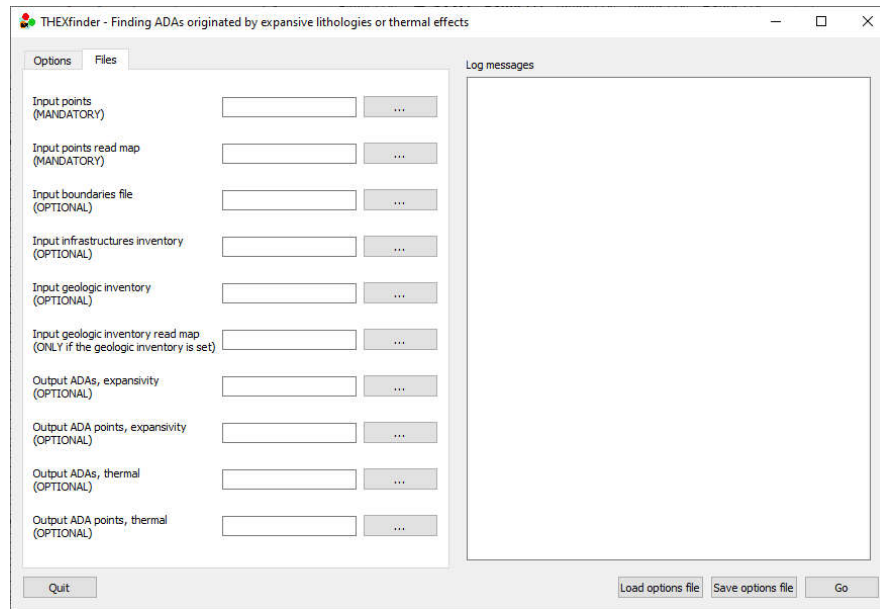 THEXfinder - Finding ADAs originated by expansive lithologies or thermal effects
Options
Files
Input points
(MANDATORY)
...
Input points read map
(MANDATORY)
...
Input boundaries file
(OPTIONAL)
...
Input infrastructures inventory
(OPTIONAL)
...
Input geologic inventory
(OPTIONAL)
...
Input geologic inventory read map
(ONLY if the geologic inventory is set)
...
Output ADAs, expansivity
(OPTIONAL)
...
Output ADA points, expansivity
(OPTIONAL)
...
Output ADAs, thermal
(OPTIONAL)
...
Output ADA points, thermal
(OPTIONAL)
...
Log messages
Quit
Load options file
Save options file
Go